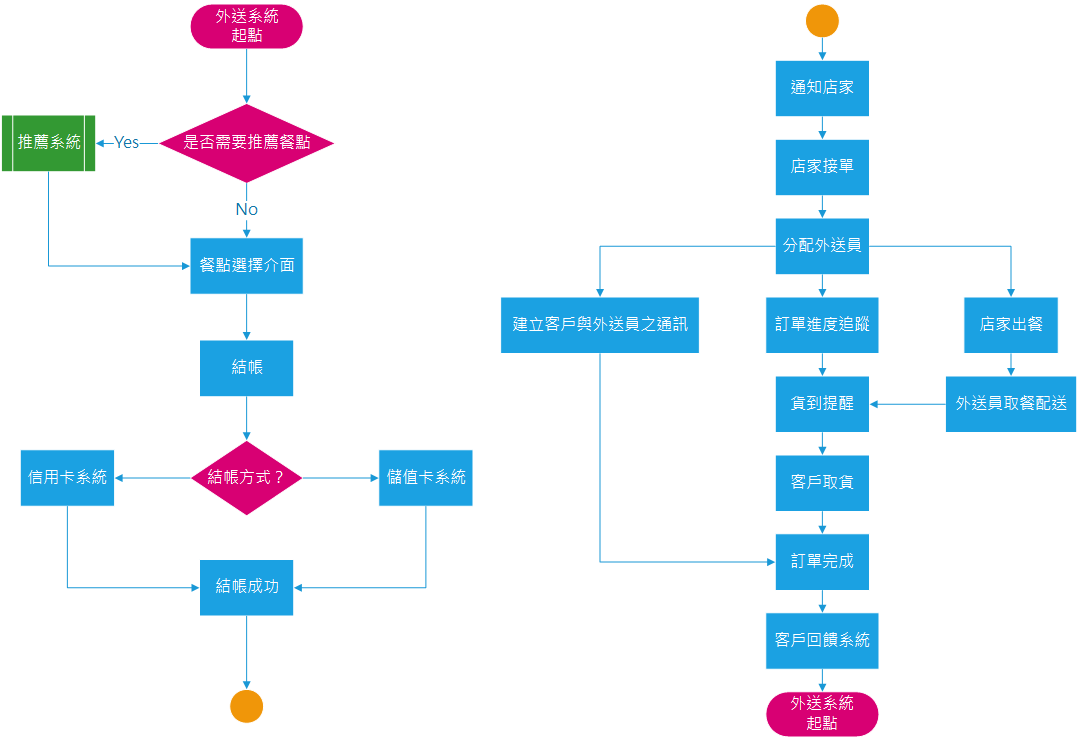 外送系統
起點
是否需要推薦餐點
Yes
推薦系統
No
餐點選擇介面
結帳
結帳方式？
信用卡系統
儲值卡系統
結帳成功
通知店家
店家接單
分配外送員
建立客戶與外送員之通訊
訂單進度追蹤
店家出餐
貨到提醒
外送員取餐配送
客戶取貨
訂單完成
客戶回饋系統
外送系統
起點